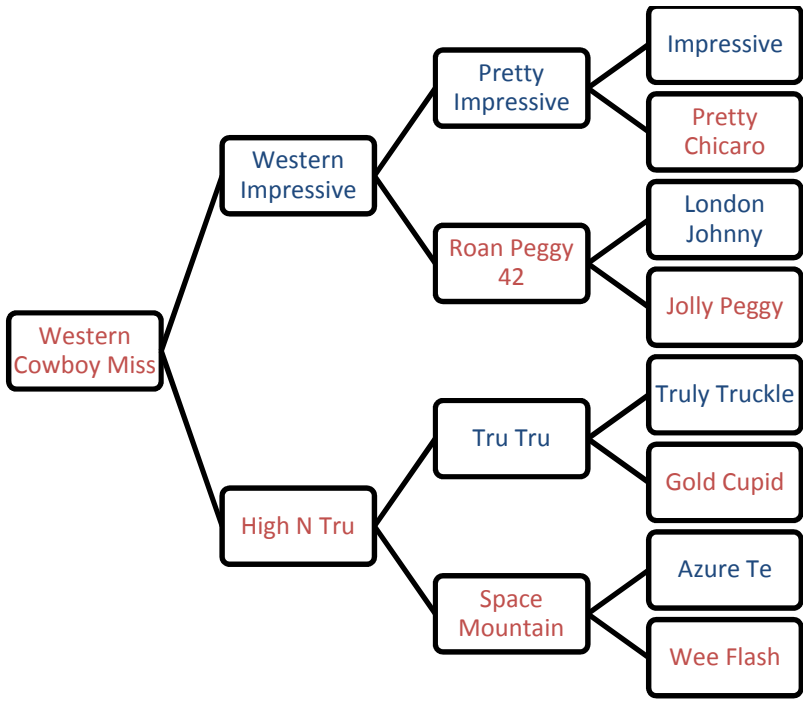 Impressive
Pretty
Impressive
Pretty
Chicaro
Western
Impressive
London
Johnny
Roan Peggy
42
Jolly Peggy
Western
Cowboy Miss
Truly Truckle
Tru Tru
Gold Cupid
High N Tru
Azure Te
Space
Mountain
Wee Flash